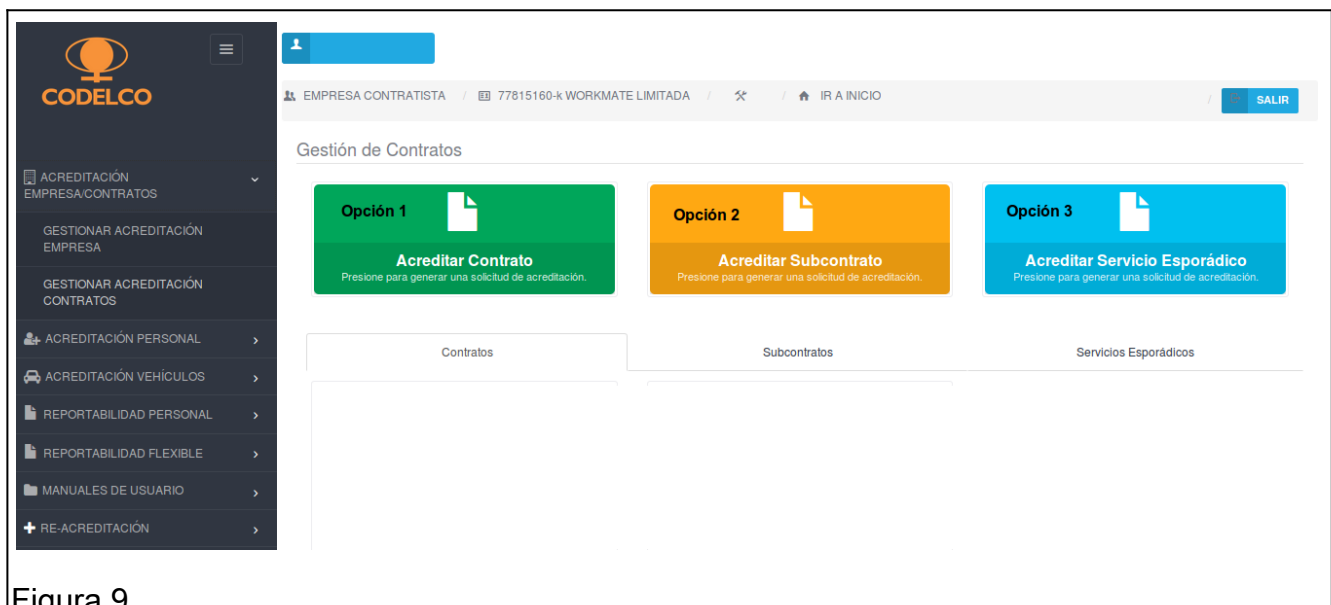 CODELCO
EMPRESA CONTRATISTA / 77815160-k WORKMATE LIMITADA / / IR A INICIO / SALIR
Gestión de Contratos
ACREDITACIÓN
EMPRESA/CONTRATOS
GESTIONAR ACREDITACIÓN
EMPRESA
GESTIONAR ACREDITACIÓN
CONTRATOS
ACREDITACIÓN PERSONAL
ACREDITACIÓN VEHÍCULOS
REPORTABILIDAD PERSONAL
REPORTABILIDAD FLEXIBLE
MANUALES DE USUARIO
RE-ACREDITACIÓN
Opción 1
Acreditar Contrato
Presione para generar una solicitud de acreditación.
Opción 2
Acreditar Subcontrato
Presione para generar una solicitud de acreditación.
Opción 3
Acreditar Servicio Esporádico
Presione para generar una solicitud de acreditación.
Contratos
Subcontratos
Servicios Esporádicos
Figura 9